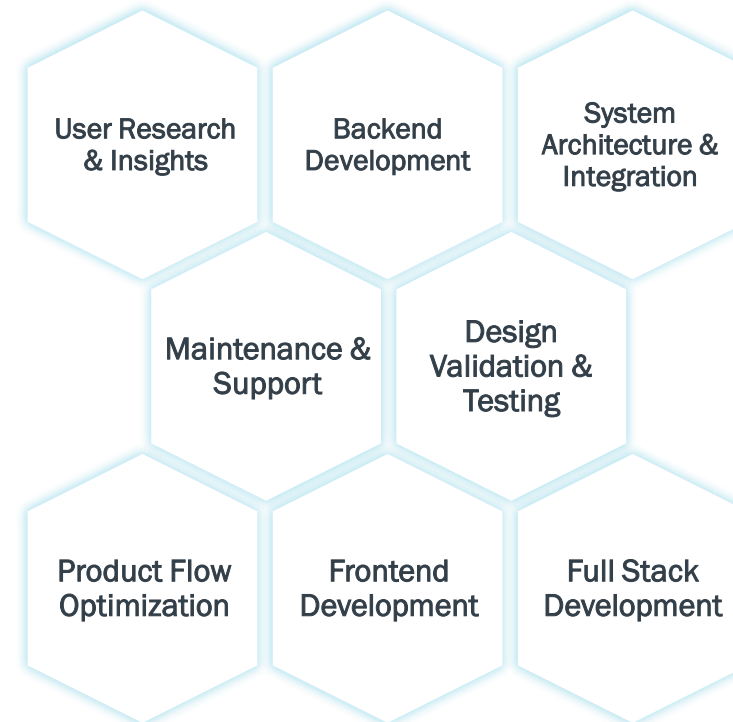 User Research
& Insights
Backend
Development
System
Architecture &
Integration
Maintenance &
Support
Design
Validation &
Testing
Product Flow
Optimization
Frontend
Development
Full Stack
Development